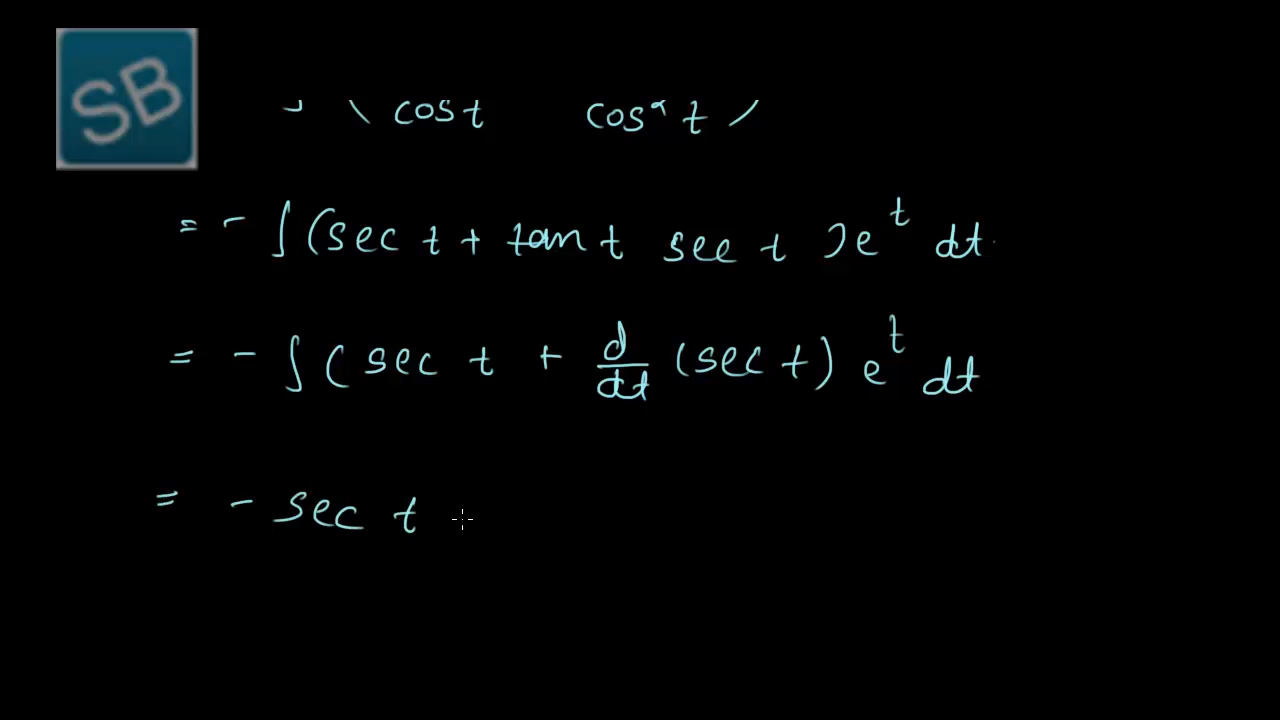 SB
cos t cos² t
= - ∫ (sec t + tan t sec t ) e^t dt
= - ∫ ( sec t + d/dt (sec t) e^t dt
= - sec t